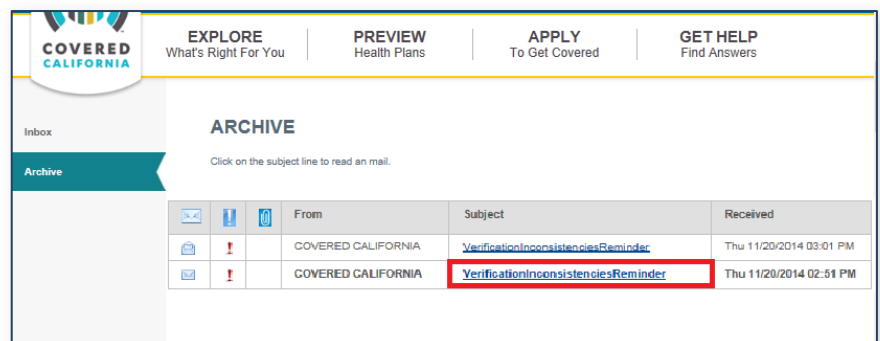 COVERED
CALIFORNIA
EXPLORE
What's Right For You
PREVIEW
Health Plans
APPLY
To Get Covered
GET HELP
Find Answers
Inbox
Archive
ARCHIVE
Click on the subject line to read an mail.
From Subject Received
COVERED CALIFORNIA VerificationInconsistenciesReminder Thu 11/20/2014 03:01 PM
COVERED CALIFORNIA VerificationInconsistenciesReminder Thu 11/20/2014 02:51 PM